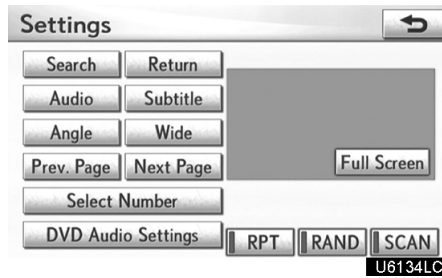 Settings
Search Return
Audio Subtitle
Angle Wide
Prev. Page Next Page Full Screen
Select Number
DVD Audio Settings RPT RAND SCAN
U6134LC